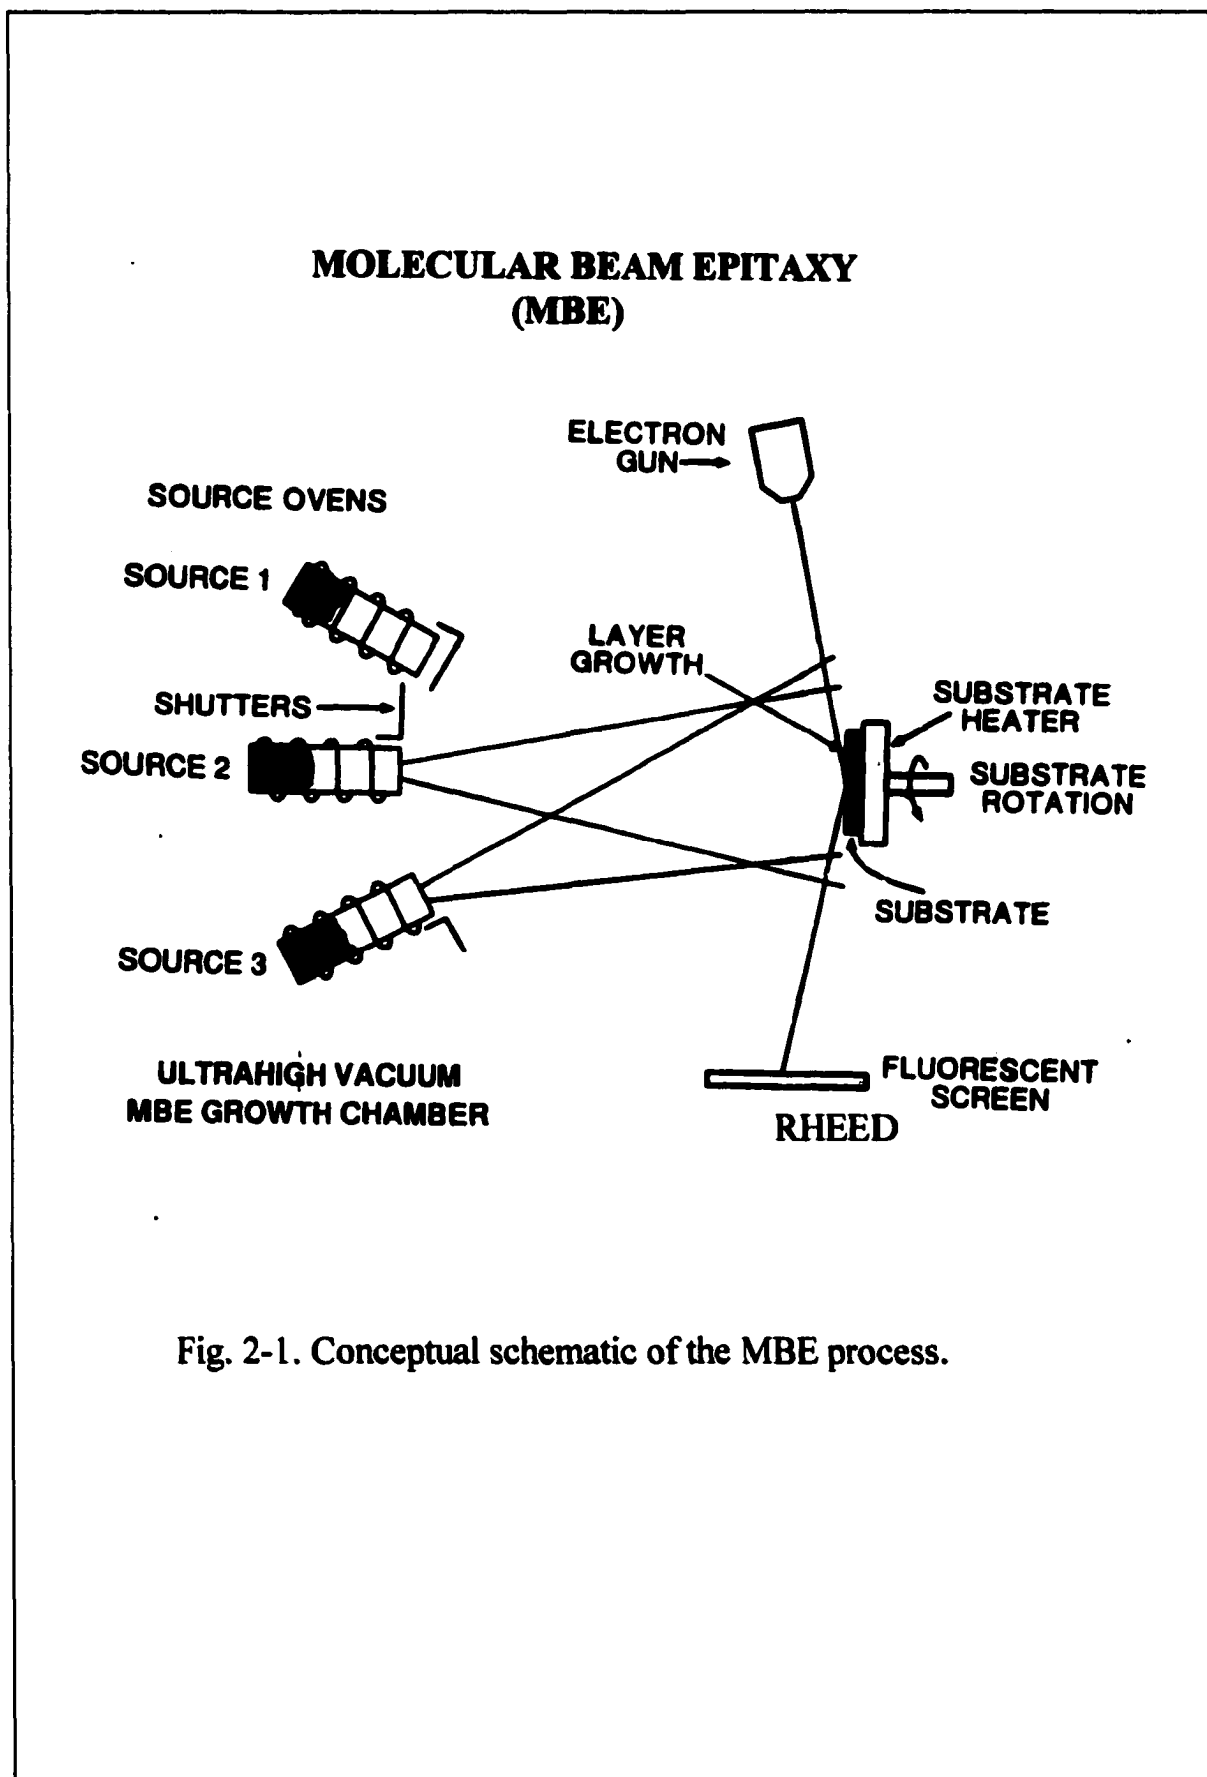 MOLECULAR BEAM EPITAXY
(MBE)
ELECTRON
GUN
SOURCE OVENS
SOURCE 1
LAYER
GROWTH
SHUTTERS
SUBSTRATE
HEATER
SOURCE 2
SUBSTRATE
ROTATION
SUBSTRATE
SOURCE 3
ULTRAHIGH VACUUM
MBE GROWTH CHAMBER
FLUORESCENT
SCREEN
RHEED
Fig. 2-1. Conceptual schematic of the MBE process.